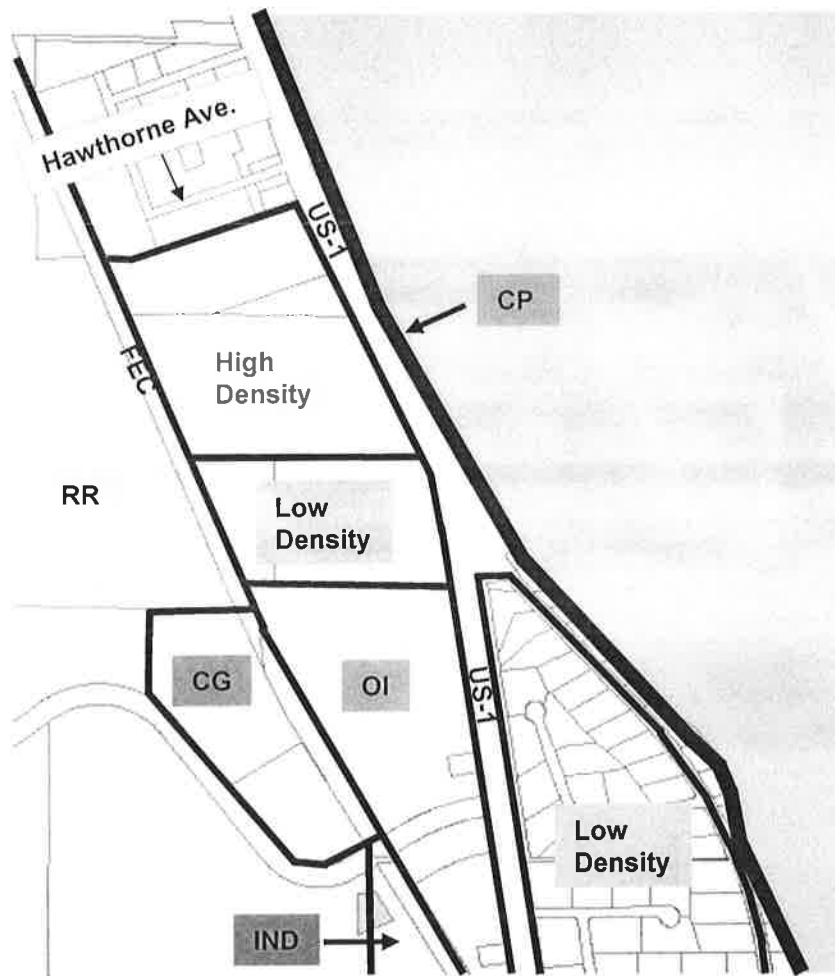 Hawthorne Ave.
US-1
CP
FEC
High
Density
RR
Low
Density
CG
OI
US-1
Low
Density
IND